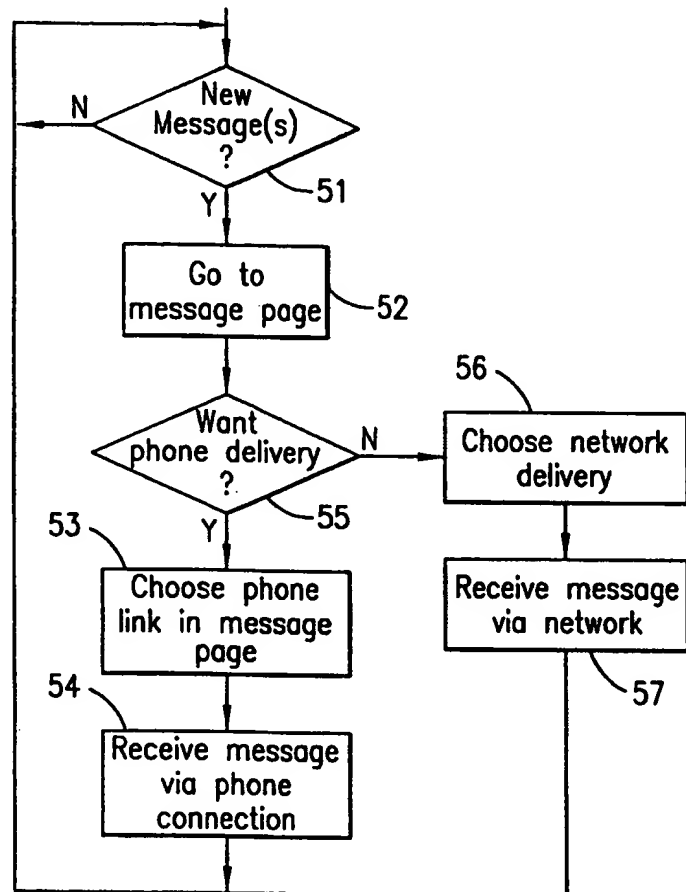 N
New
Message(s)
?
51
Y
Go to
message page
52
Want
phone delivery
?
N
55
Y
56
Choose network
delivery
53
Choose phone
link in message
page
Receive message
via network
57
54
Receive message
via phone
connection